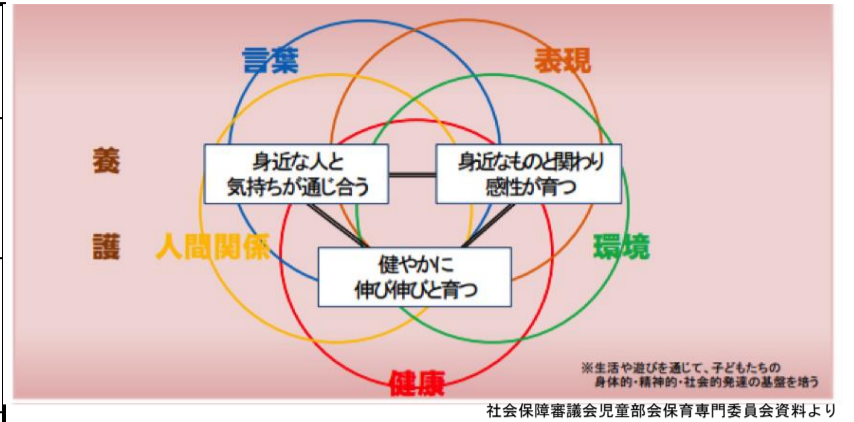 言葉
表現
養
身近な人と
気持ちが通じ合う
身近なものと関わり
感性が育つ
護
人間関係
環境
健やかに
伸び伸びと育つ
健康
※生活や遊びを通じて、子どもたちの
身体的・精神的・社会的発達の基盤を培う
社会保障審議会児童部会保育専門委員会資料より